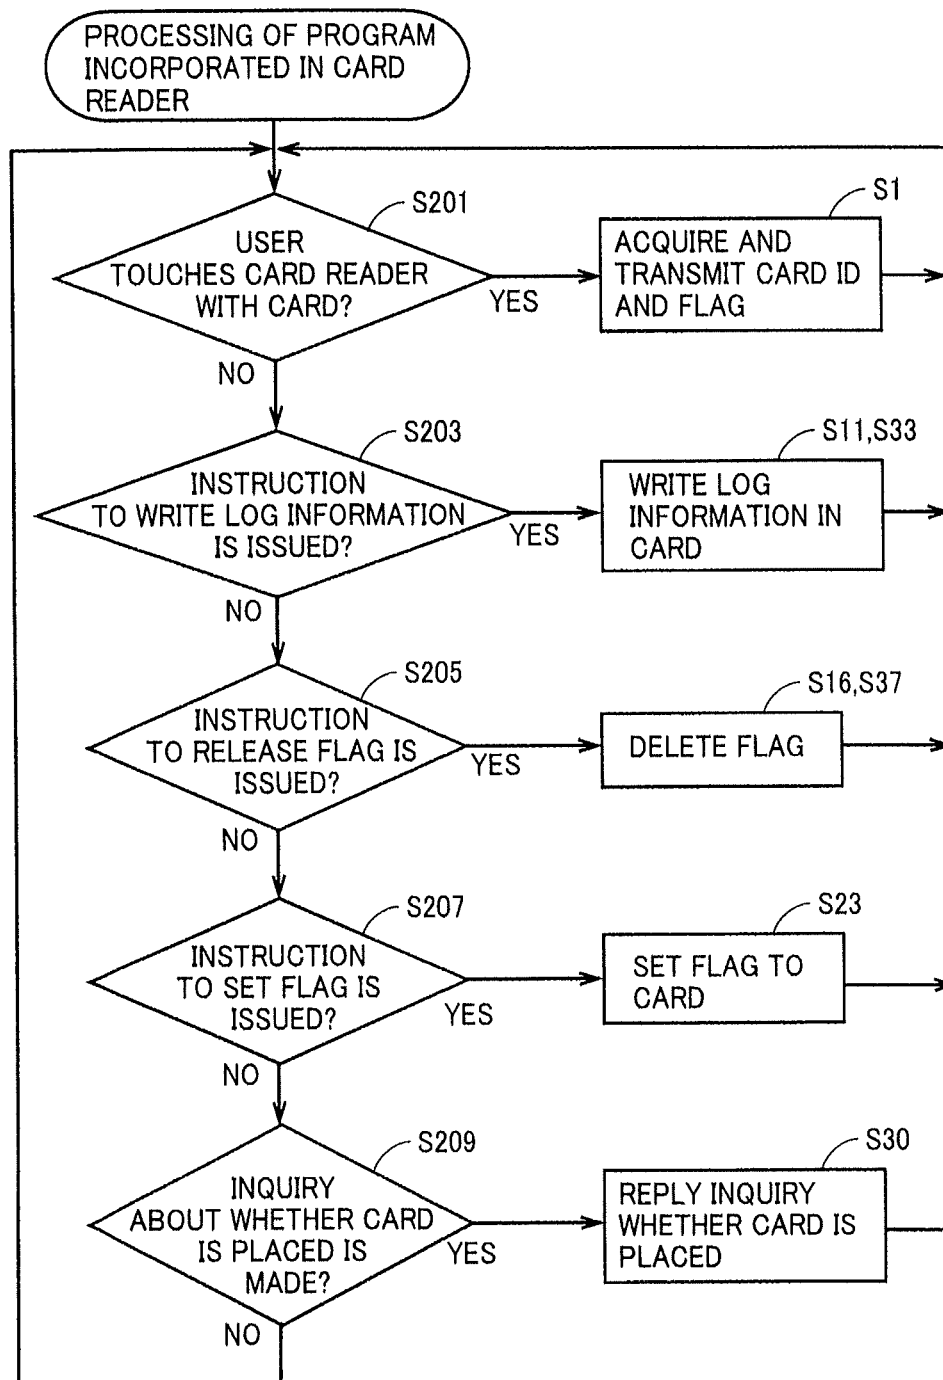 PROCESSING OF PROGRAM
INCORPORATED IN CARD
READER
S201
USER
TOUCHES CARD READER
WITH CARD?
YES
NO
S1
ACQUIRE AND
TRANSMIT CARD ID
AND FLAG
S203
INSTRUCTION
TO WRITE LOG INFORMATION
IS ISSUED?
YES
NO
S11,S33
WRITE LOG
INFORMATION IN
CARD
S205
INSTRUCTION
TO RELEASE FLAG IS
ISSUED?
YES
NO
S16,S37
DELETE FLAG
S207
INSTRUCTION
TO SET FLAG IS
ISSUED?
YES
NO
S23
SET FLAG TO
CARD
S209
INQUIRY
ABOUT WHETHER CARD
IS PLACED IS
MADE?
YES
NO
S30
REPLY INQUIRY
WHETHER CARD IS
PLACED